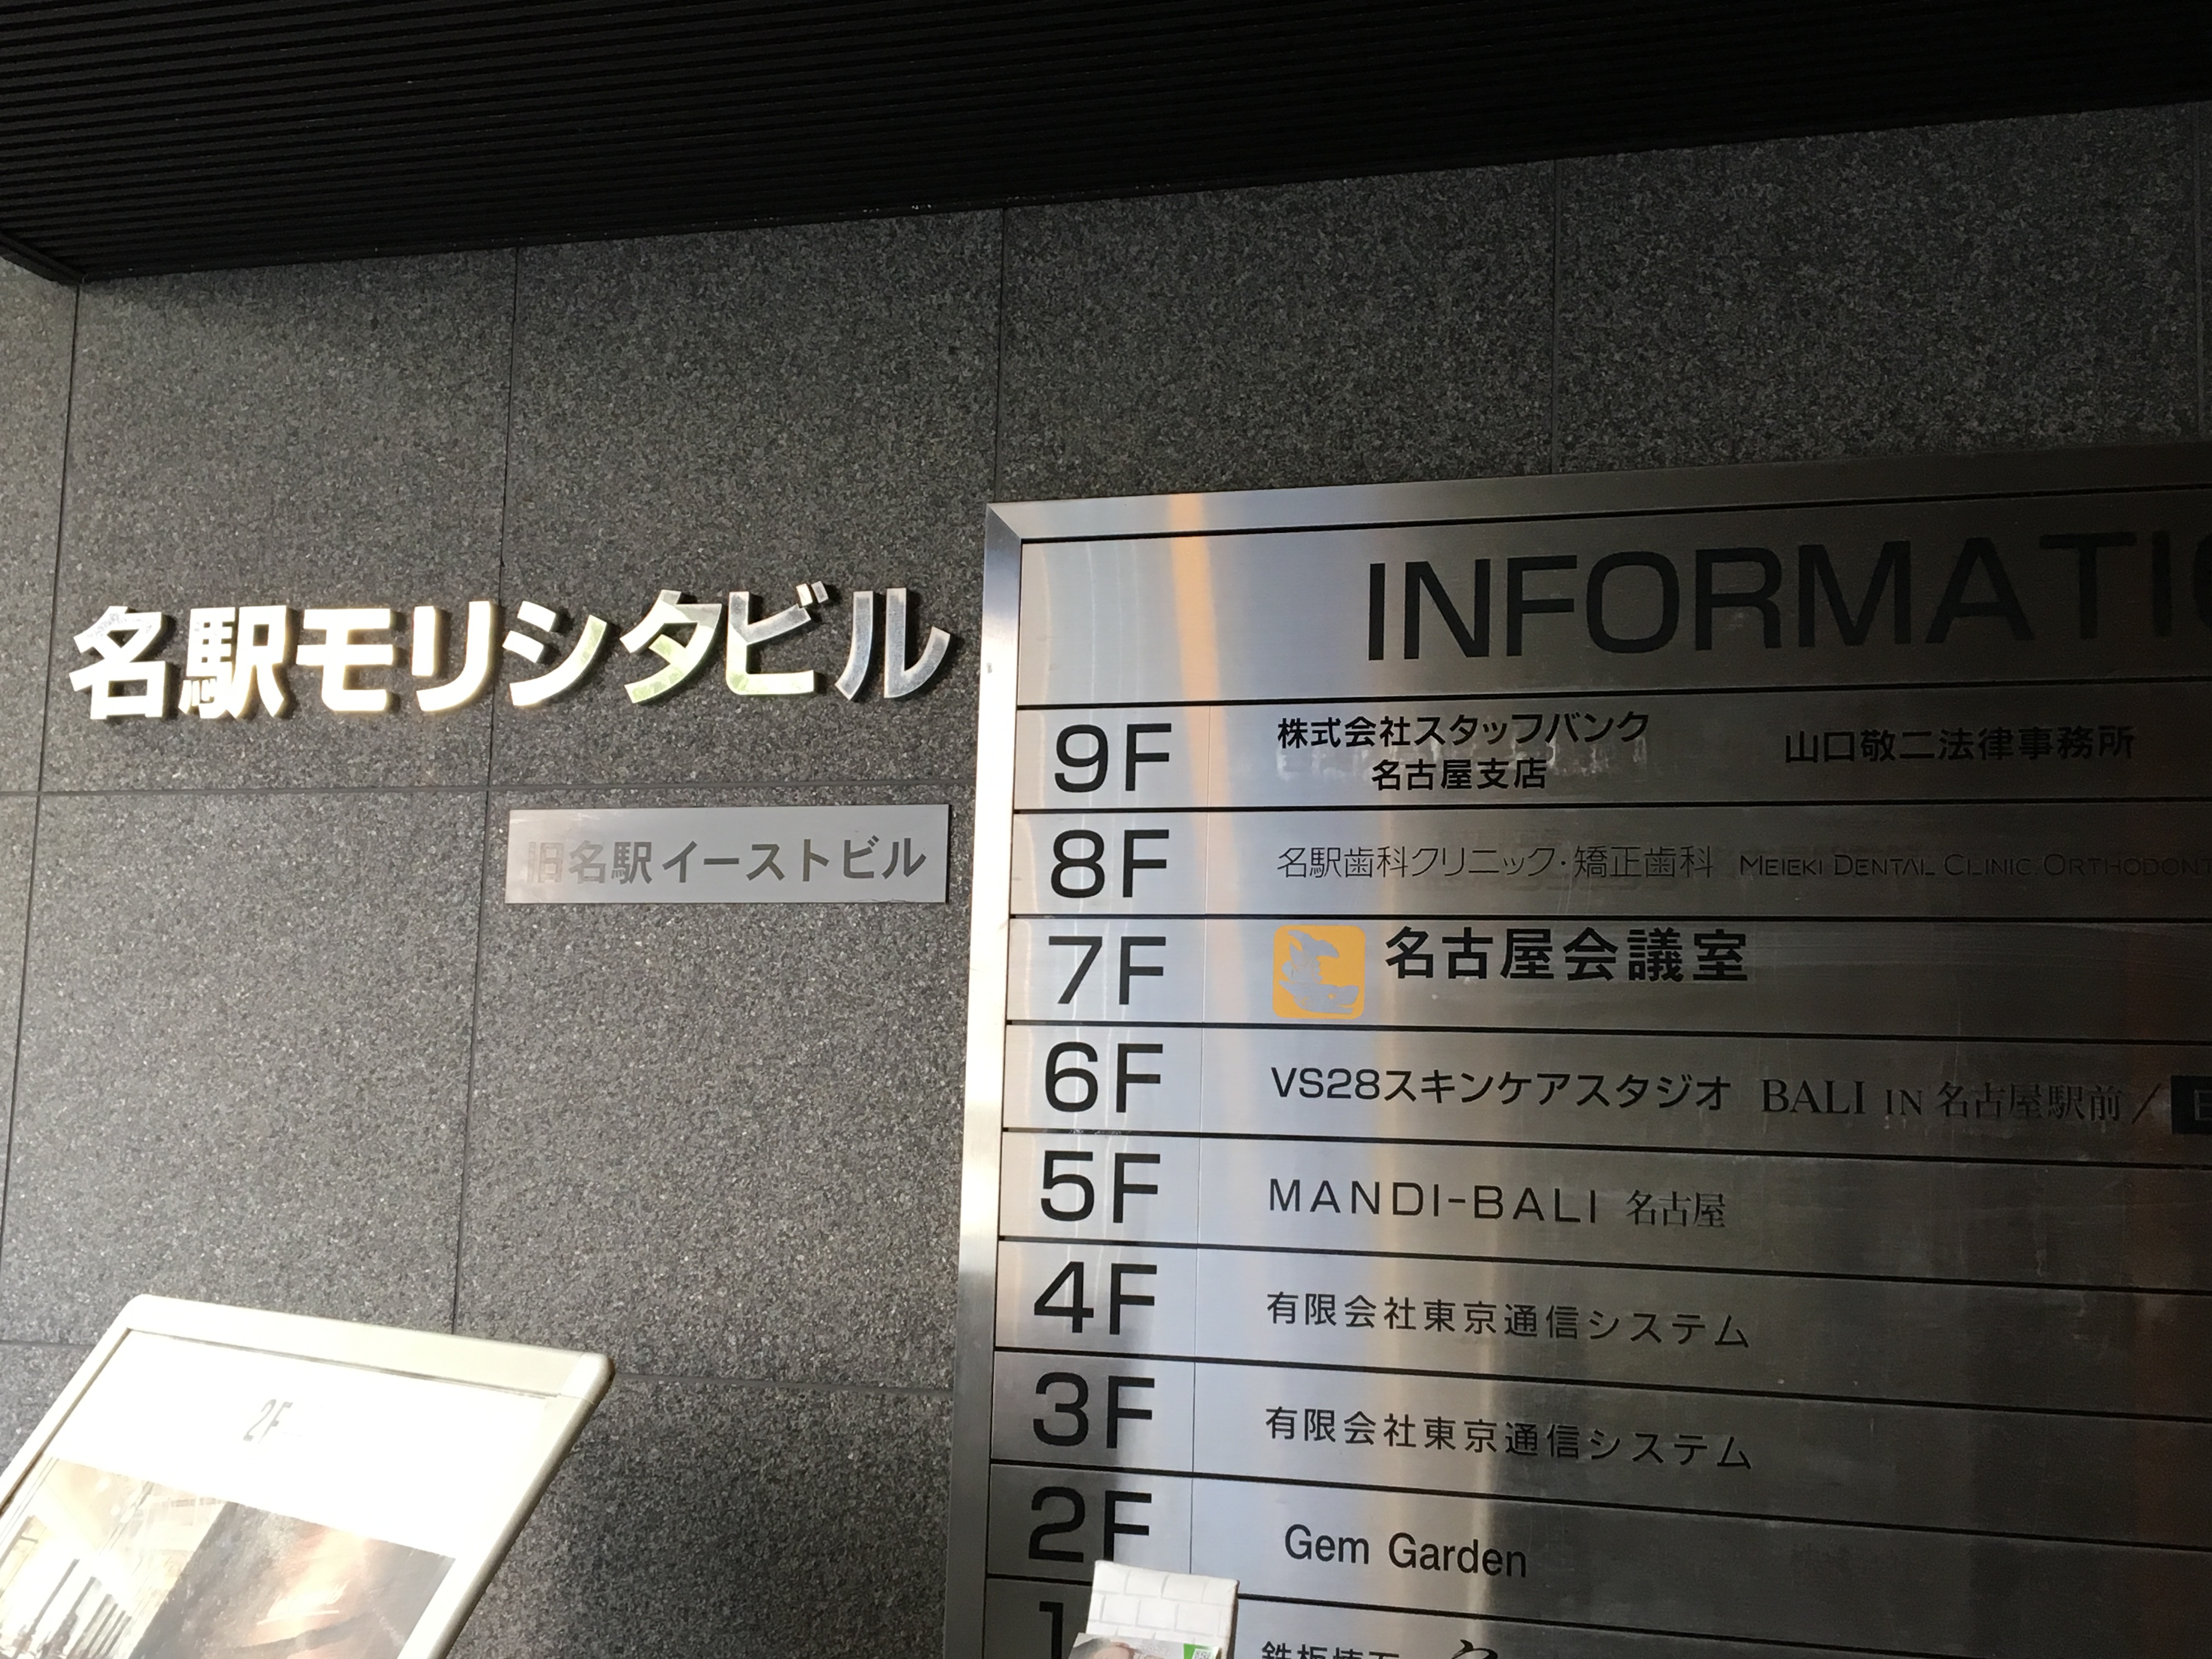 名駅モリシタビル
旧名駅イーストビル
INFORMATI
9F 株式会社スタッフバンク 名古屋支店 山口敬二法律事務所
8F 名駅歯科クリニック・矯正歯科 MEIEKI DENTAL CLINIC ORTHODONT
7F 名古屋会議室
6F VS28スキンケアスタジオ BALI IN 名古屋駅前/
5F MANDI-BALI 名古屋
4F 有限会社東京通信システム
3F 有限会社東京通信システム
2F Gem Garden
1 鉄板懐石
2F